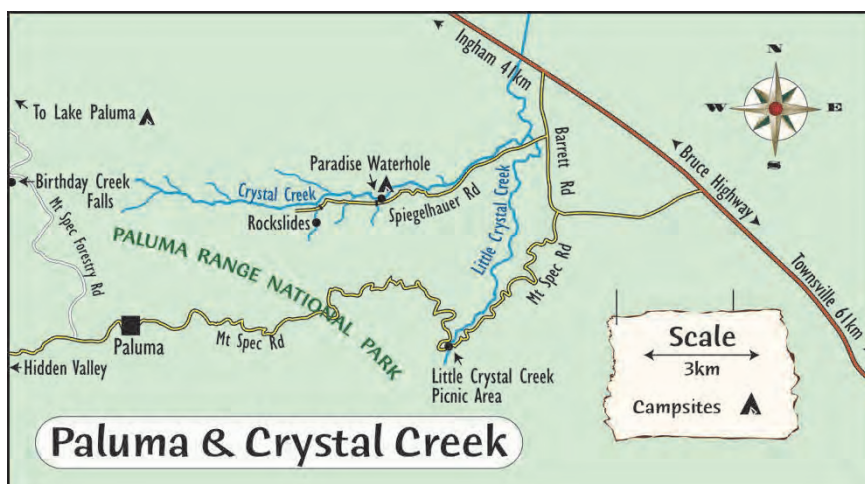 Ingham 41km
N
W
E
S
To Lake Paluma
Paradise Waterhole
Barrett Rd
Bruce Highway
Birthday Creek
Falls
Crystal Creek
Spiegelhauer Rd
Rockslides
Little Crystal Creek
Mt Spec Forestry Rd
PALUMA RANGE NATIONAL PARK
Mt Spec Rd
Townsville 61km
Paluma
Mt Spec Rd
Hidden Valley
Little Crystal Creek
Picnic Area
Scale
3km
Campsites
Paluma & Crystal Creek